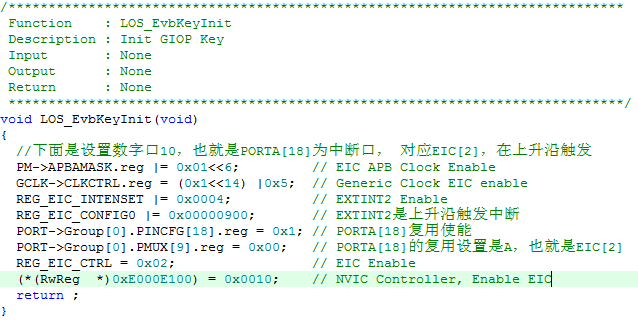 /******************************************************************************
Function : LOS_EvbKeyInit
Description : Init GIOP Key
Input : None
Output : None
Return : None
******************************************************************************/
void LOS_EvbKeyInit(void)
{
//下面是设置数字口10，也就是PORTA[18]为中断口， 对应EIC[2]，在上升沿触发
PM->APBAMASK.reg |= 0x01<<6; // EIC APB Clock Enable
GCLK->CLKCTRL.reg = (0x1<<14) |0x5; // Generic Clock EIC enable
REG_EIC_INTENSET |= 0x0004; // EXTINT2 Enable
REG_EIC_CONFIG0 |= 0x00000900; // EXTINT2是上升沿触发中断
PORT->Group[0].PINCFG[18].reg = 0x1; // PORTA[18]复用使能
PORT->Group[0].PMUX[9].reg = 0x00; // PORTA[18]的复用设置是A，也就是EIC[2]
REG_EIC_CTRL = 0x02; // EIC Enable
(*(RwReg *)0xE000E100) = 0x0010; // NVIC Controller, Enable EIC
return ;
}